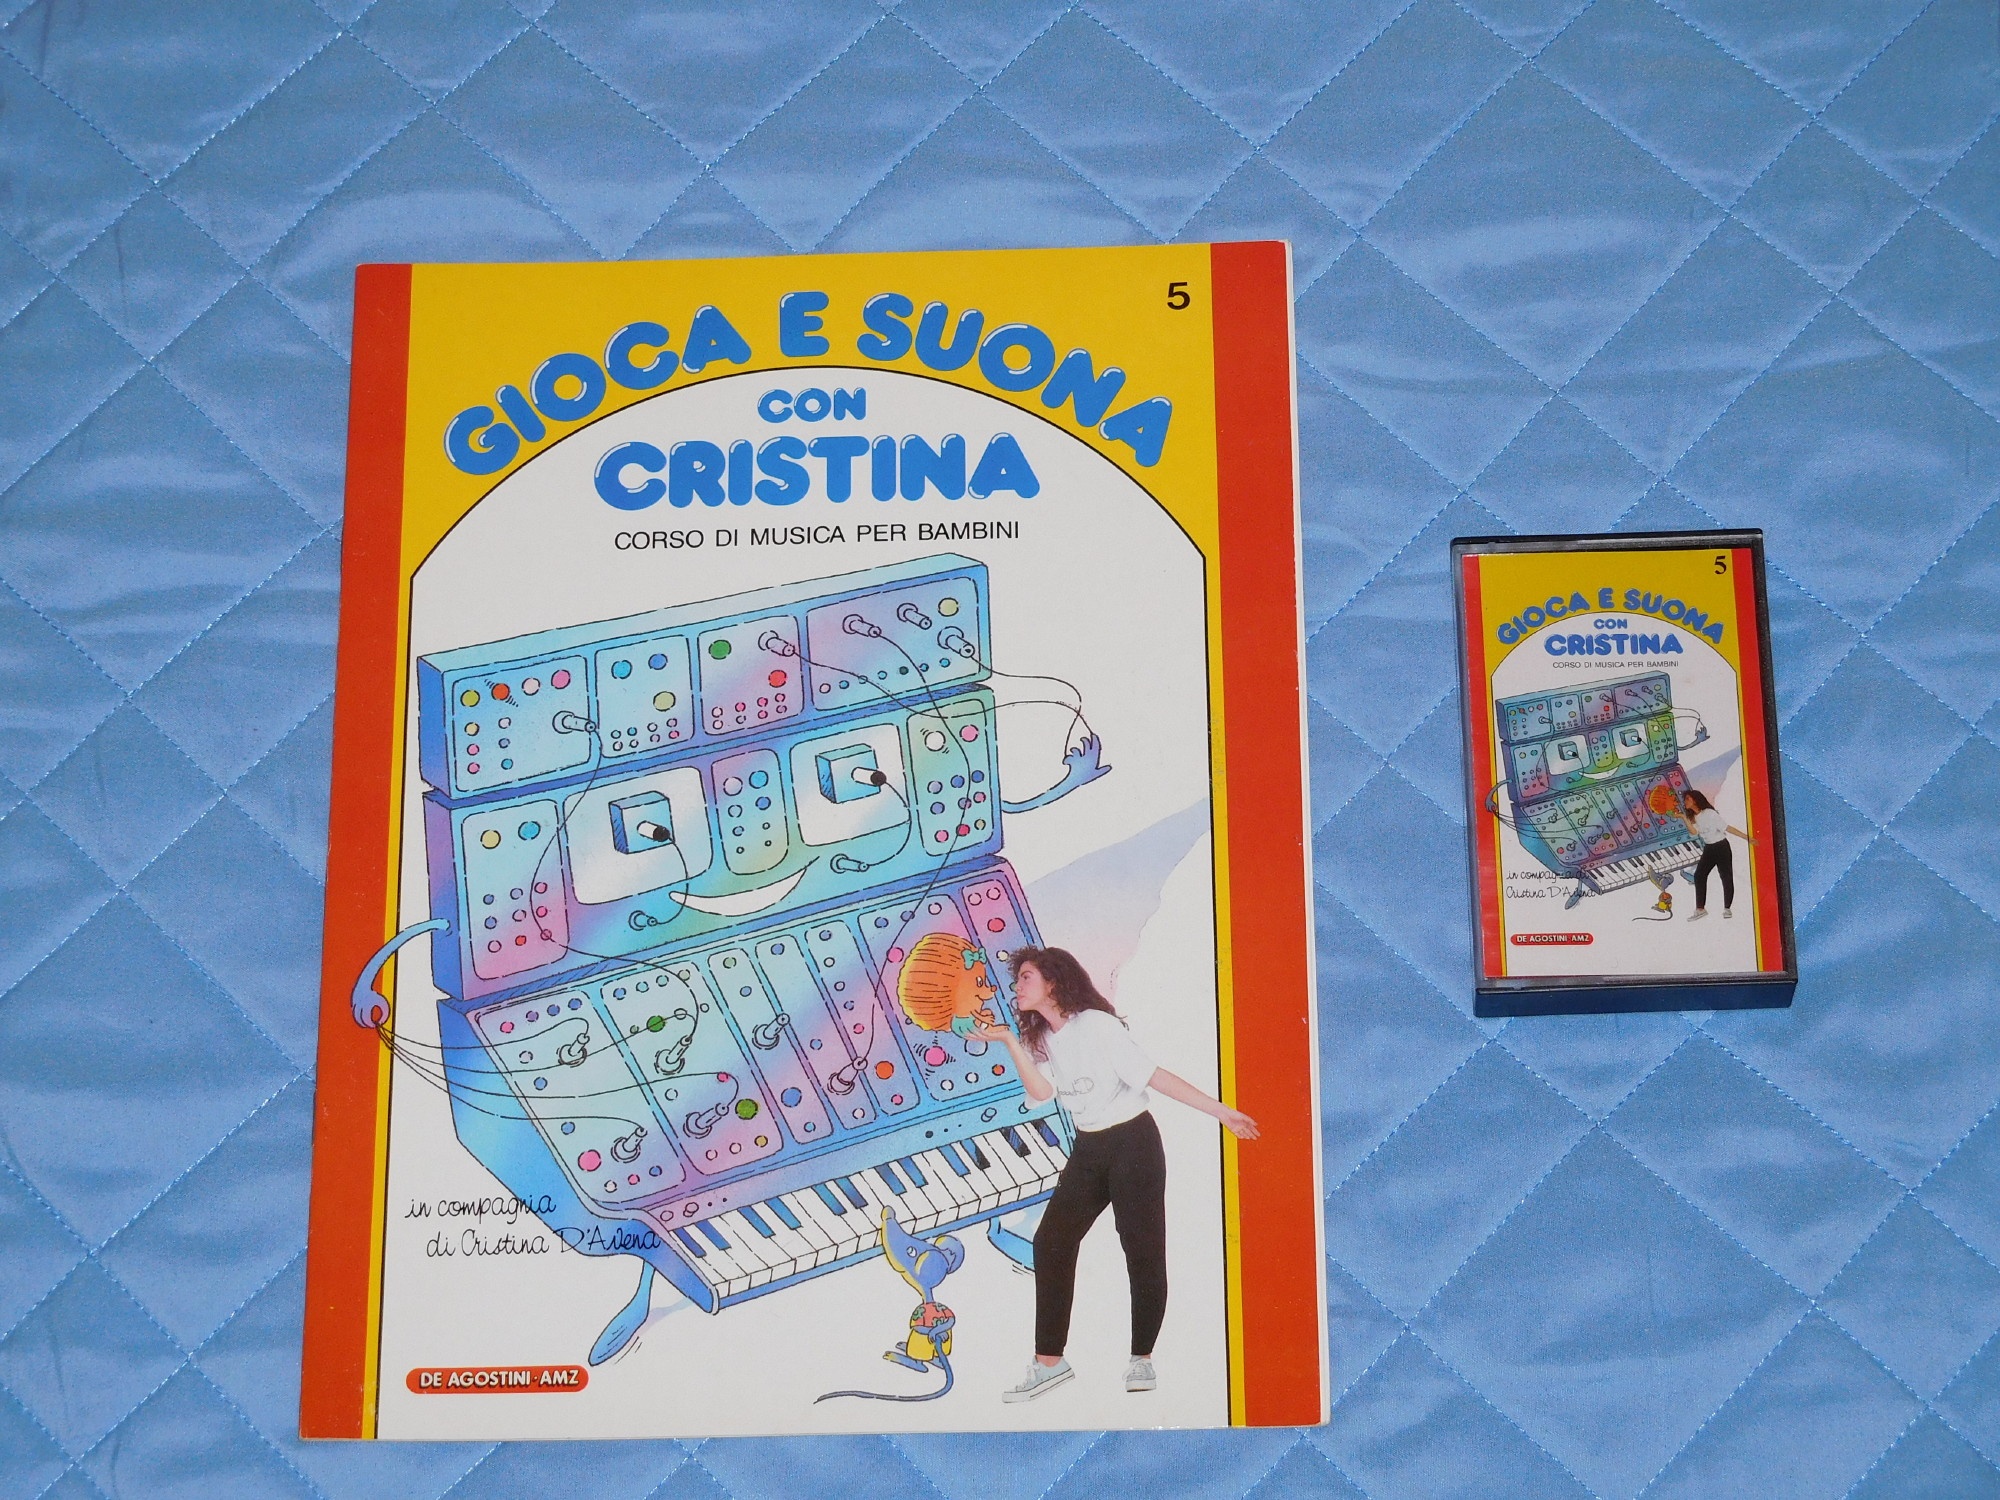 5
GIOCA E SUONA
CON
CRISTINA
CORSO DI MUSICA PER BAMBINI
in compagnia
di Cristina D'Avena
DE AGOSTINI·AMZ
5
GIOCA E SUONA
CON
CRISTINA
CORSO DI MUSICA PER BAMBINI
in compagnia di
Cristina D'Avena
DE AGOSTINI·AMZ